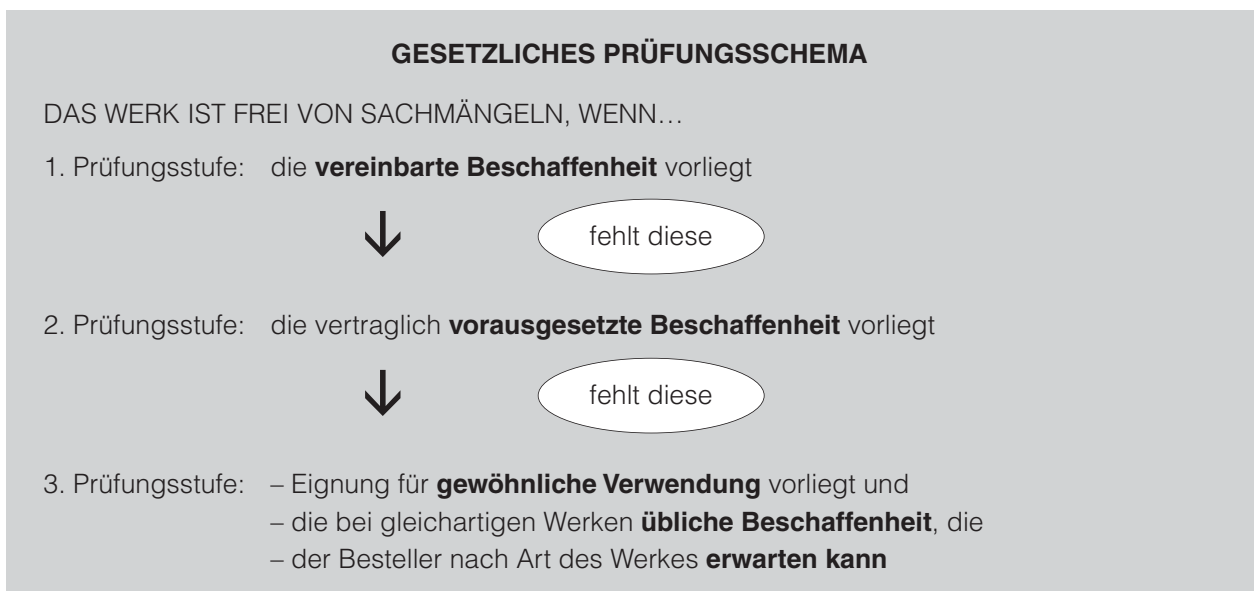 GESETZLICHES PRÜFUNGSSCHEMA
DAS WERK IST FREI VON SACHMÄNGELN, WENN…
1. Prüfungsstufe: die vereinbarte Beschaffenheit vorliegt
fehlt diese
2. Prüfungsstufe: die vertraglich vorausgesetzte Beschaffenheit vorliegt
fehlt diese
3. Prüfungsstufe: – Eignung für gewöhnliche Verwendung vorliegt und
– die bei gleichartigen Werken übliche Beschaffenheit, die
– der Besteller nach Art des Werkes erwarten kann